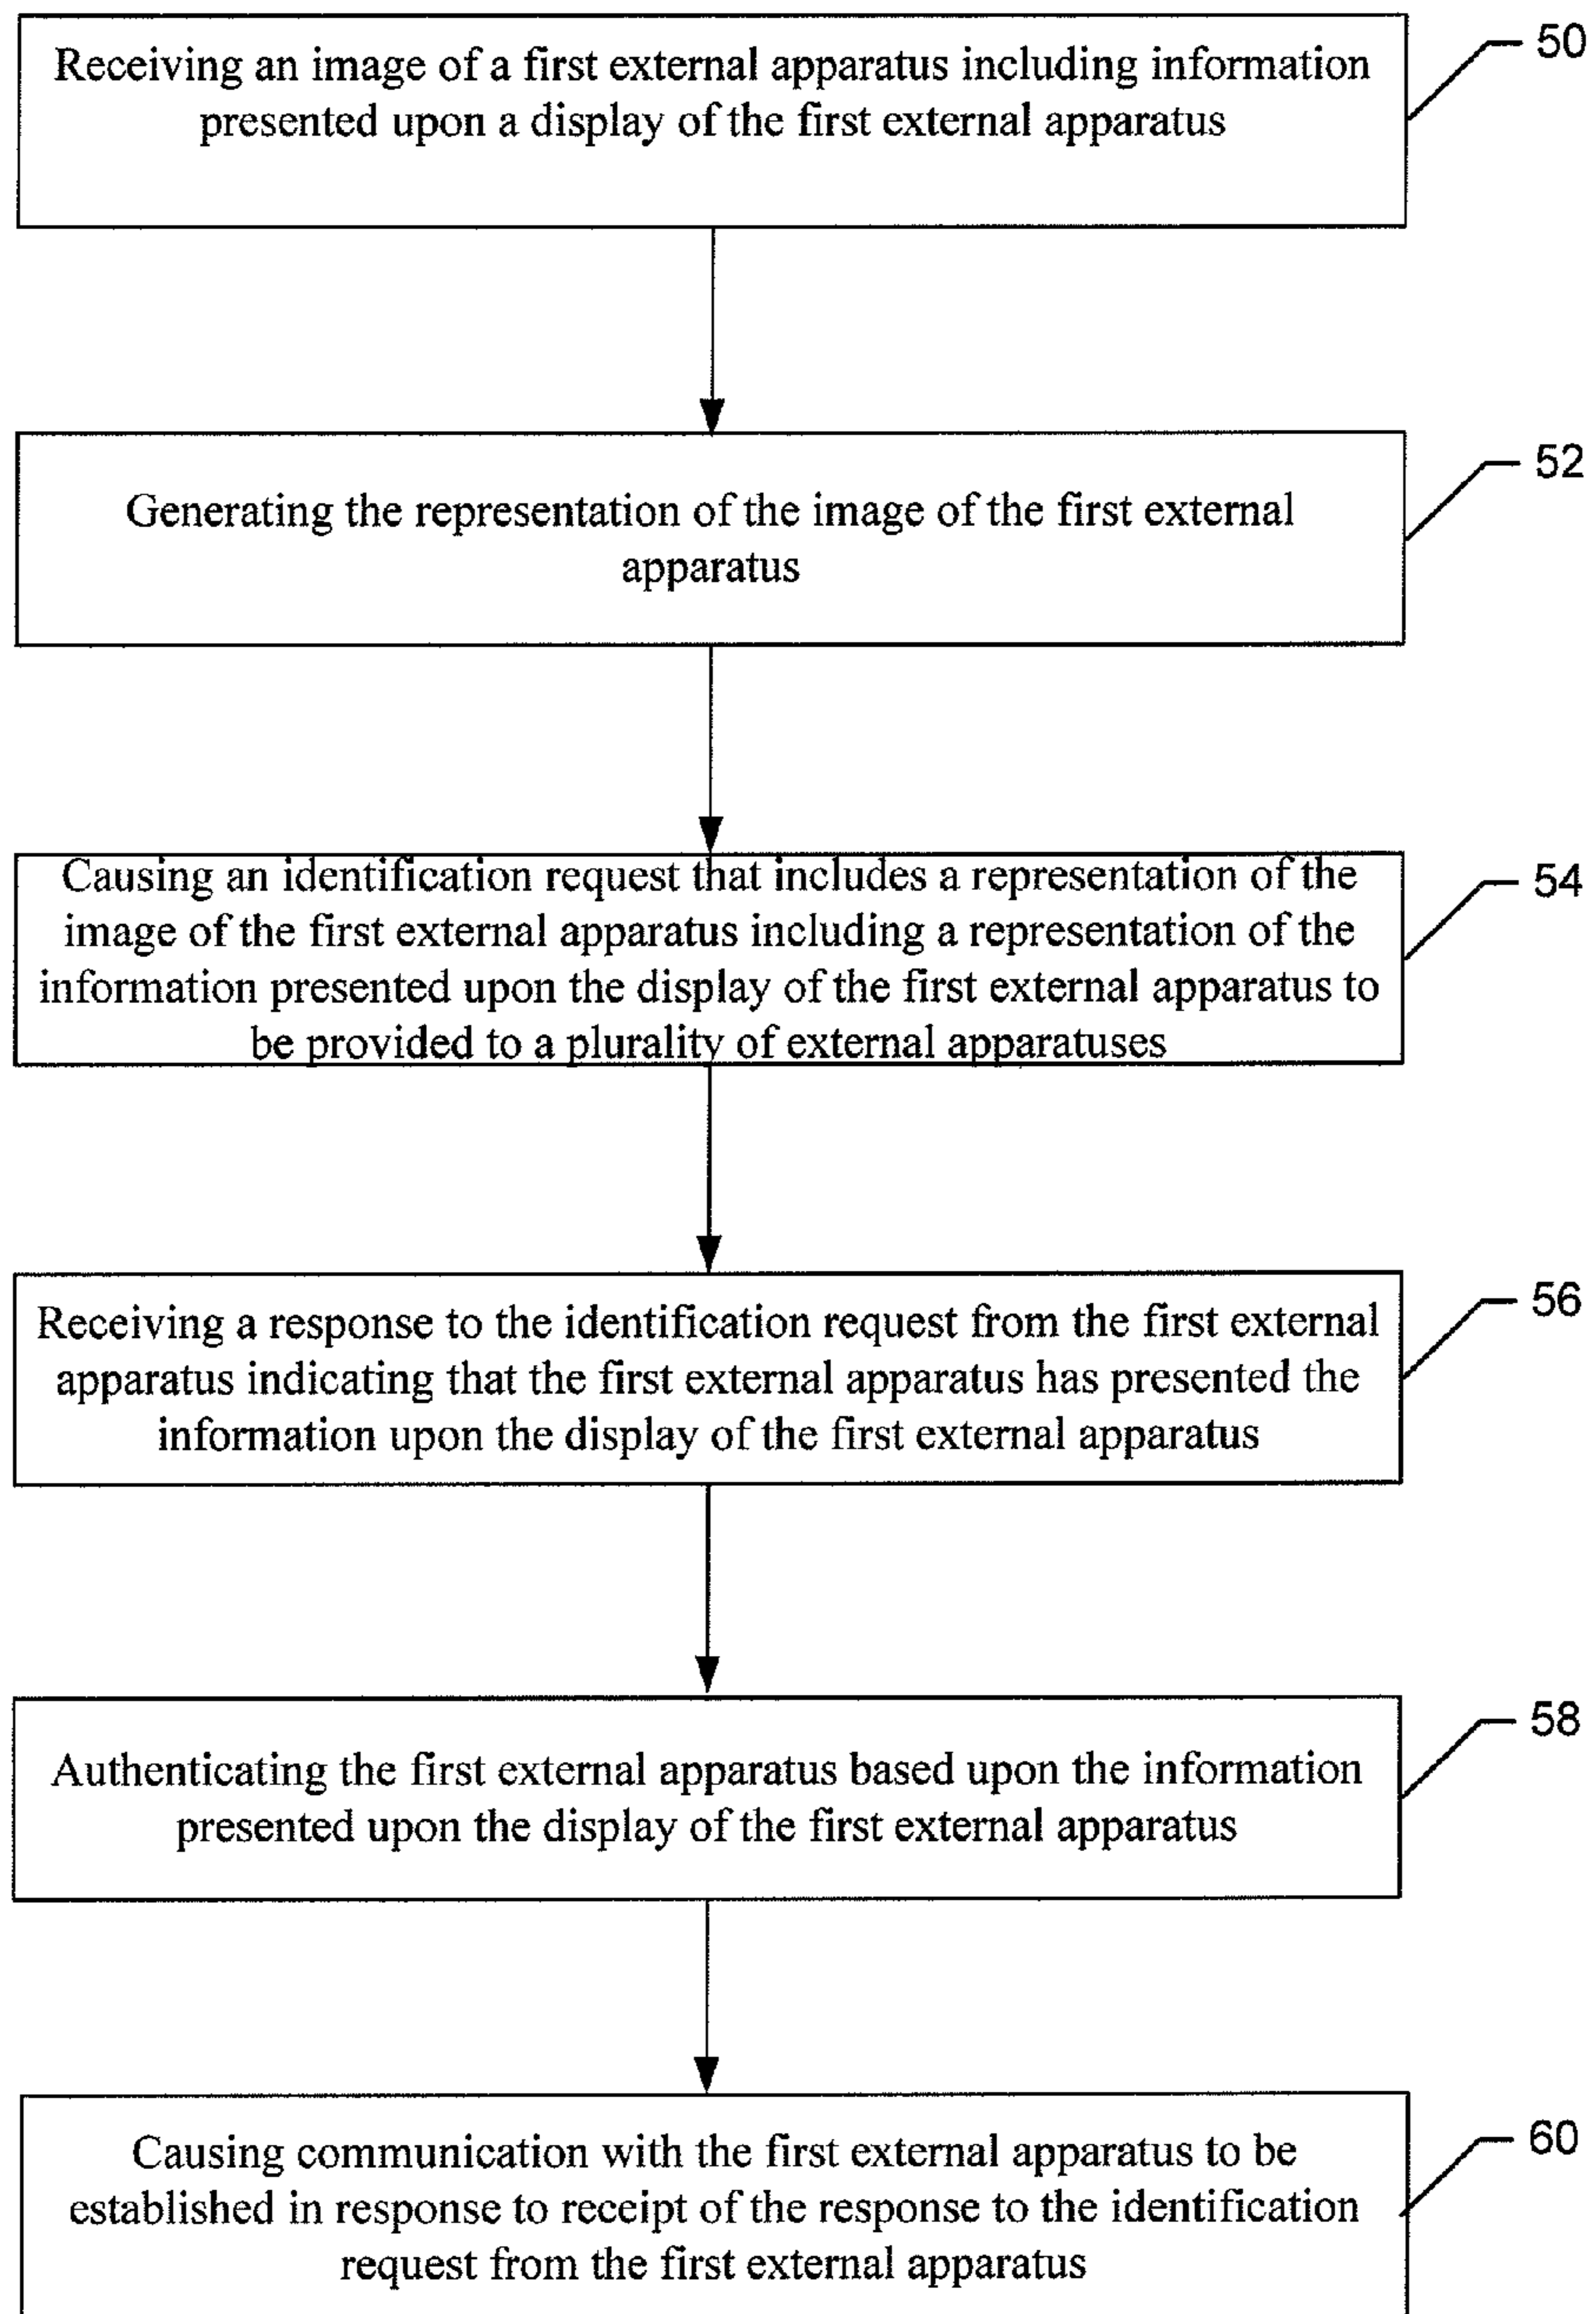 Receiving an image of a first external apparatus including information
presented upon a display of the first external apparatus
50
Generating the representation of the image of the first external
apparatus
52
Causing an identification request that includes a representation of the
image of the first external apparatus including a representation of the
information presented upon the display of the first external apparatus to
be provided to a plurality of external apparatuses
54
Receiving a response to the identification request from the first external
apparatus indicating that the first external apparatus has presented the
information upon the display of the first external apparatus
56
Authenticating the first external apparatus based upon the information
presented upon the display of the first external apparatus
58
Causing communication with the first external apparatus to be
established in response to receipt of the response to the identification
request from the first external apparatus
60